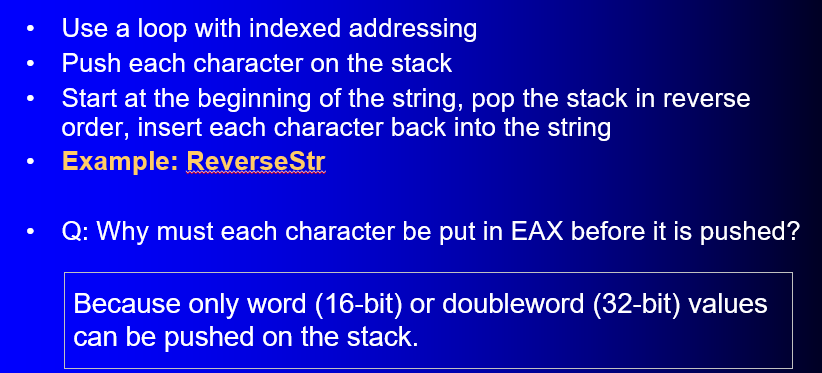 • Use a loop with indexed addressing
• Push each character on the stack
• Start at the beginning of the string, pop the stack in reverse
order, insert each character back into the string
• Example: ReverseStr
• Q: Why must each character be put in EAX before it is pushed?
Because only word (16-bit) or doubleword (32-bit) values
can be pushed on the stack.